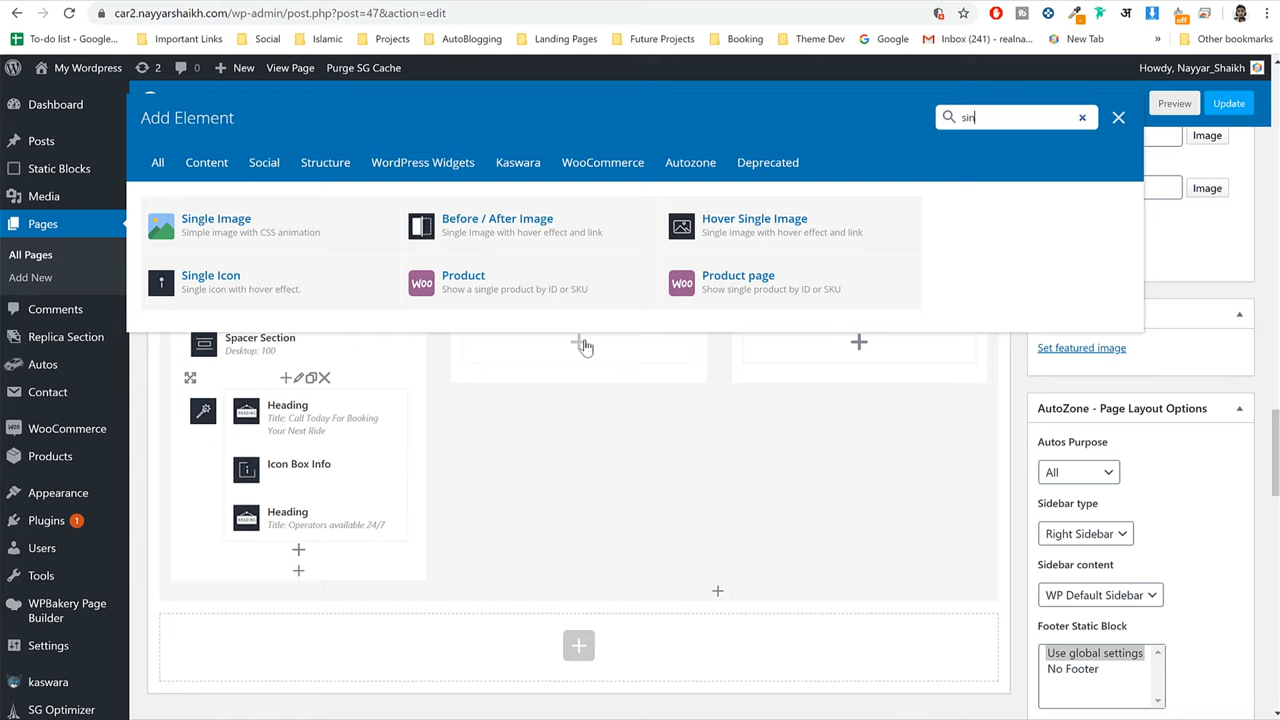 car2.nayyarshaikh.com/wp-admin/post.php?post=47&action=edit
off
अ
To-do list - Google...
Important Links
Social
Islamic
Projects
AutoBlogging
Landing Pages
Future Projects
Booking
Theme Dev
Google
Inbox (241) - realna...
New Tab
»
Other bookmarks
My Wordpress
2
0
New
View Page
Purge SG Cache
Howdy, Nayyar_Shaikh
Dashboard
Posts
Static Blocks
Media
Pages
All Pages
Add New
Comments
Replica Section
Autos
Contact
WooCommerce
Products
Appearance
Plugins 1
Users
Tools
WPBakery Page
Builder
Settings
kaswara
SG Optimizer
Add Element
sin
Preview
Update
All
Content
Social
Structure
WordPress Widgets
Kaswara
WooCommerce
Autozone
Deprecated
Single Image
Simple image with CSS animation
Before / After Image
Single Image with hover effect and link
Hover Single Image
Single Image with hover effect and link
Single Icon
Single icon with hover effect.
Woo
Product
Show a single product by ID or SKU
Woo
Product page
Show single product by ID or SKU
Spacer Section
Desktop: 100
HEADING
Heading
Title: Call Today For Booking
Your Next Ride
Icon Box Info
HEADING
Heading
Title: Operators available 24/7
Image
Image
Set featured image
AutoZone - Page Layout Options
Autos Purpose
All
Sidebar type
Right Sidebar
Sidebar content
WP Default Sidebar
Footer Static Block
Use global settings
No Footer